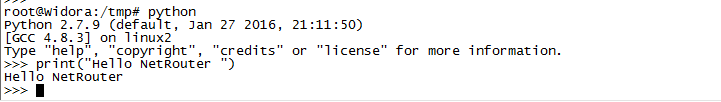 root@Widora:/tmp# python
Python 2.7.9 (default, Jan 27 2016, 21:11:50)
[GCC 4.8.3] on linux2
Type "help", "copyright", "credits" or "license" for more information.
>>> print("Hello NetRouter ")
Hello NetRouter
>>>